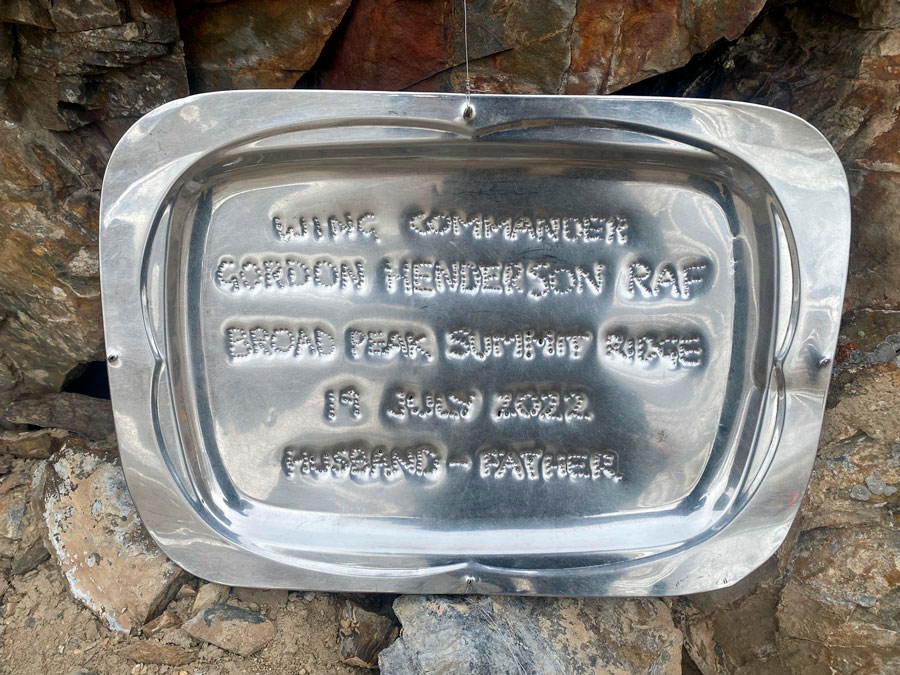 WING COMMANDER
GORDON HENDERSON RAF
BROAD PEAK SUMMIT RIDGE
19 JULY 2022
HUSBAND - FATHER